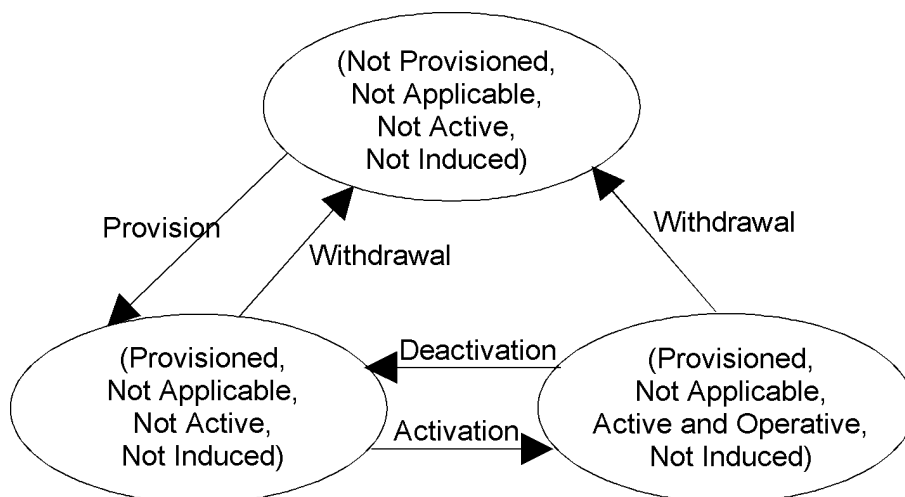 (Not Provisioned,
Not Applicable,
Not Active,
Not Induced)
Provision
Withdrawal
Withdrawal
(Provisioned,
Not Applicable,
Not Active,
Not Induced)
Deactivation
Activation
(Provisioned,
Not Applicable,
Active and Operative,
Not Induced)